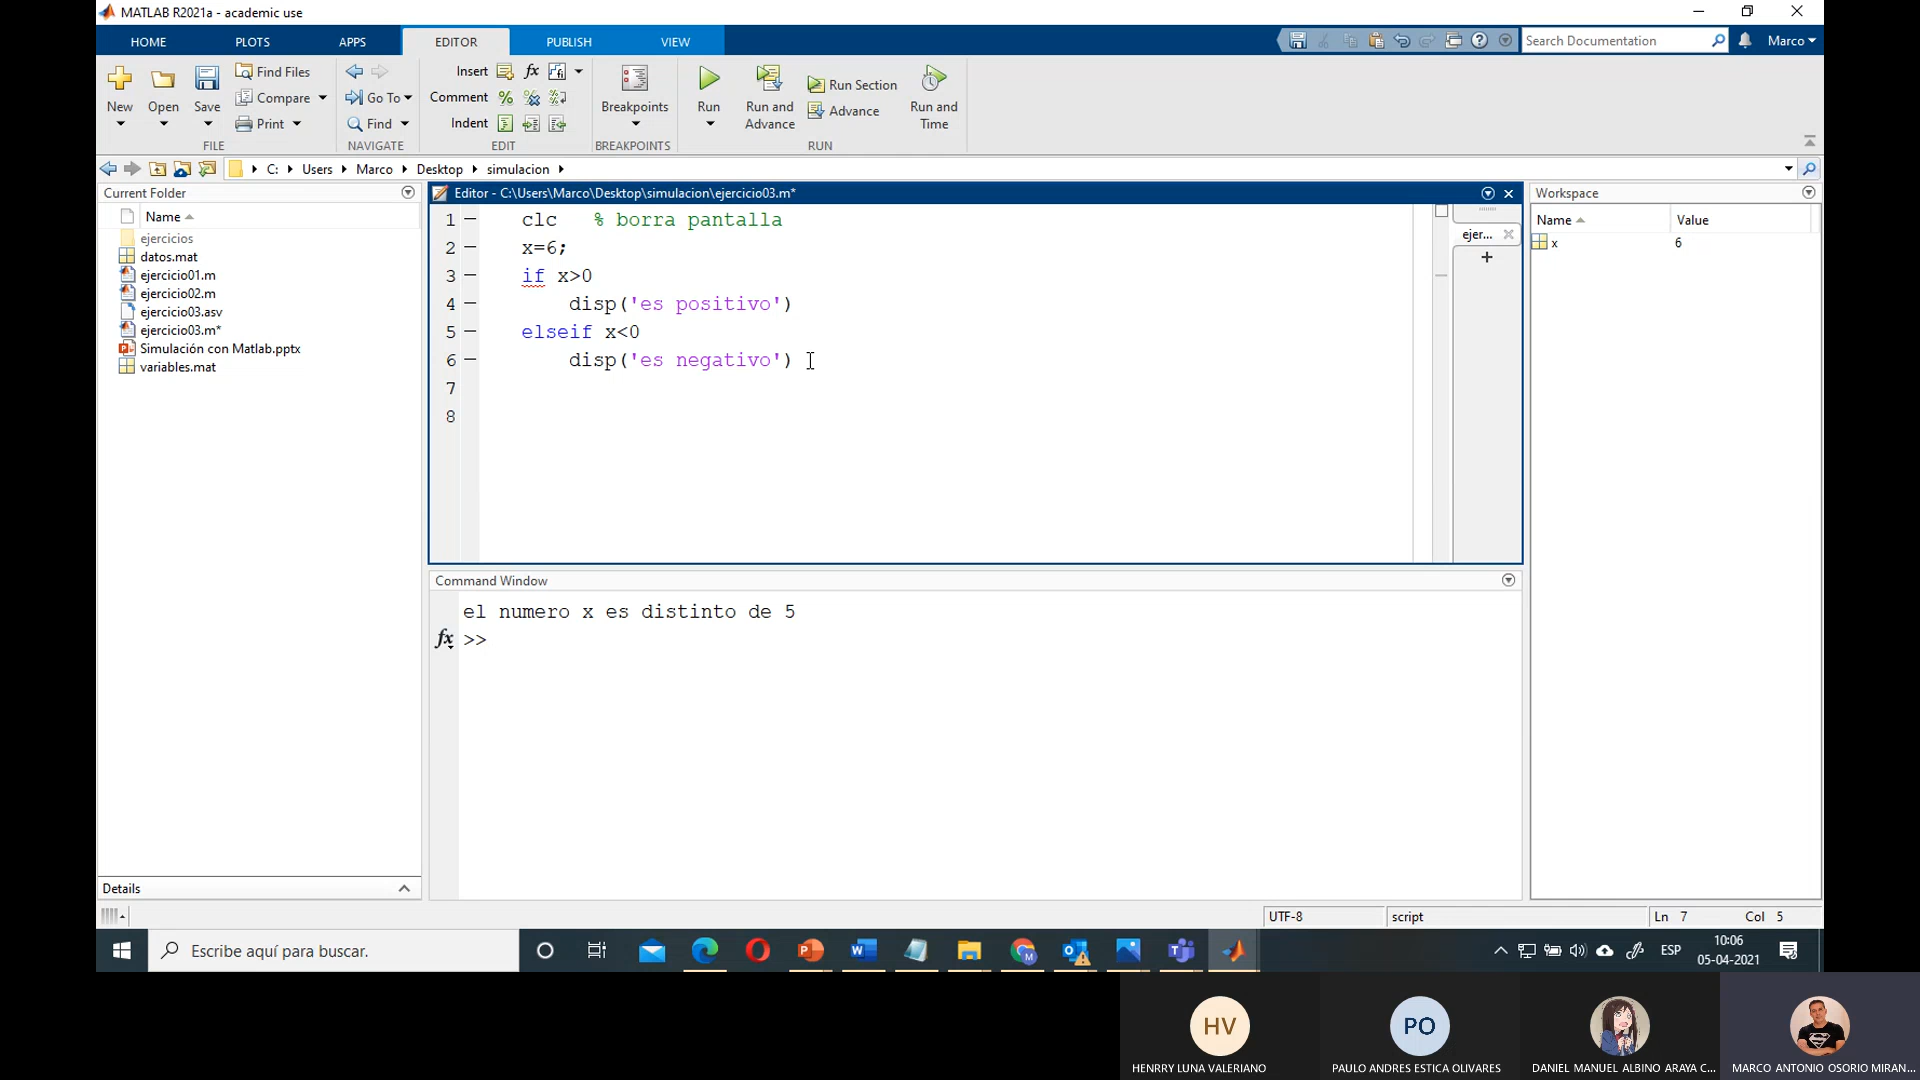 MATLAB R2021a - academic use
HOME PLOTS APPS EDITOR PUBLISH VIEW
Search Documentation Marco
New Open Save
Find Files
Compare
Print
FILE
Go To
Find
NAVIGATE
Insert fx
Comment %
Indent
EDIT
Breakpoints
BREAKPOINTS
Run
Run and Advance
Run Section
Advance
Run and Time
RUN
C: Users Marco Desktop simulacion
Current Folder
Name
ejercicios
datos.mat
ejercicio01.m
ejercicio02.m
ejercicio03.asv
ejercicio03.m*
Simulación con Matlab.pptx
variables.mat
Details
Editor - C:\Users\Marco\Desktop\simulacion\ejercicio03.m*
ejer...
1 clc % borra pantalla
2 x=6;
3 if x>0
4 disp('es positivo')
5 elseif x<0
6 disp('es negativo')
7
8
Command Window
el numero x es distinto de 5
fx >>
Workspace
Name Value
x 6
UTF-8 script Ln 7 Col 5
Escribe aquí para buscar.
ESP
10:06
05-04-2021
HV
HENRRY LUNA VALERIANO
PO
PAULO ANDRES ESTICA OLIVARES
DANIEL MANUEL ALBINO ARAYA C...
MARCO ANTONIO OSORIO MIRAN...